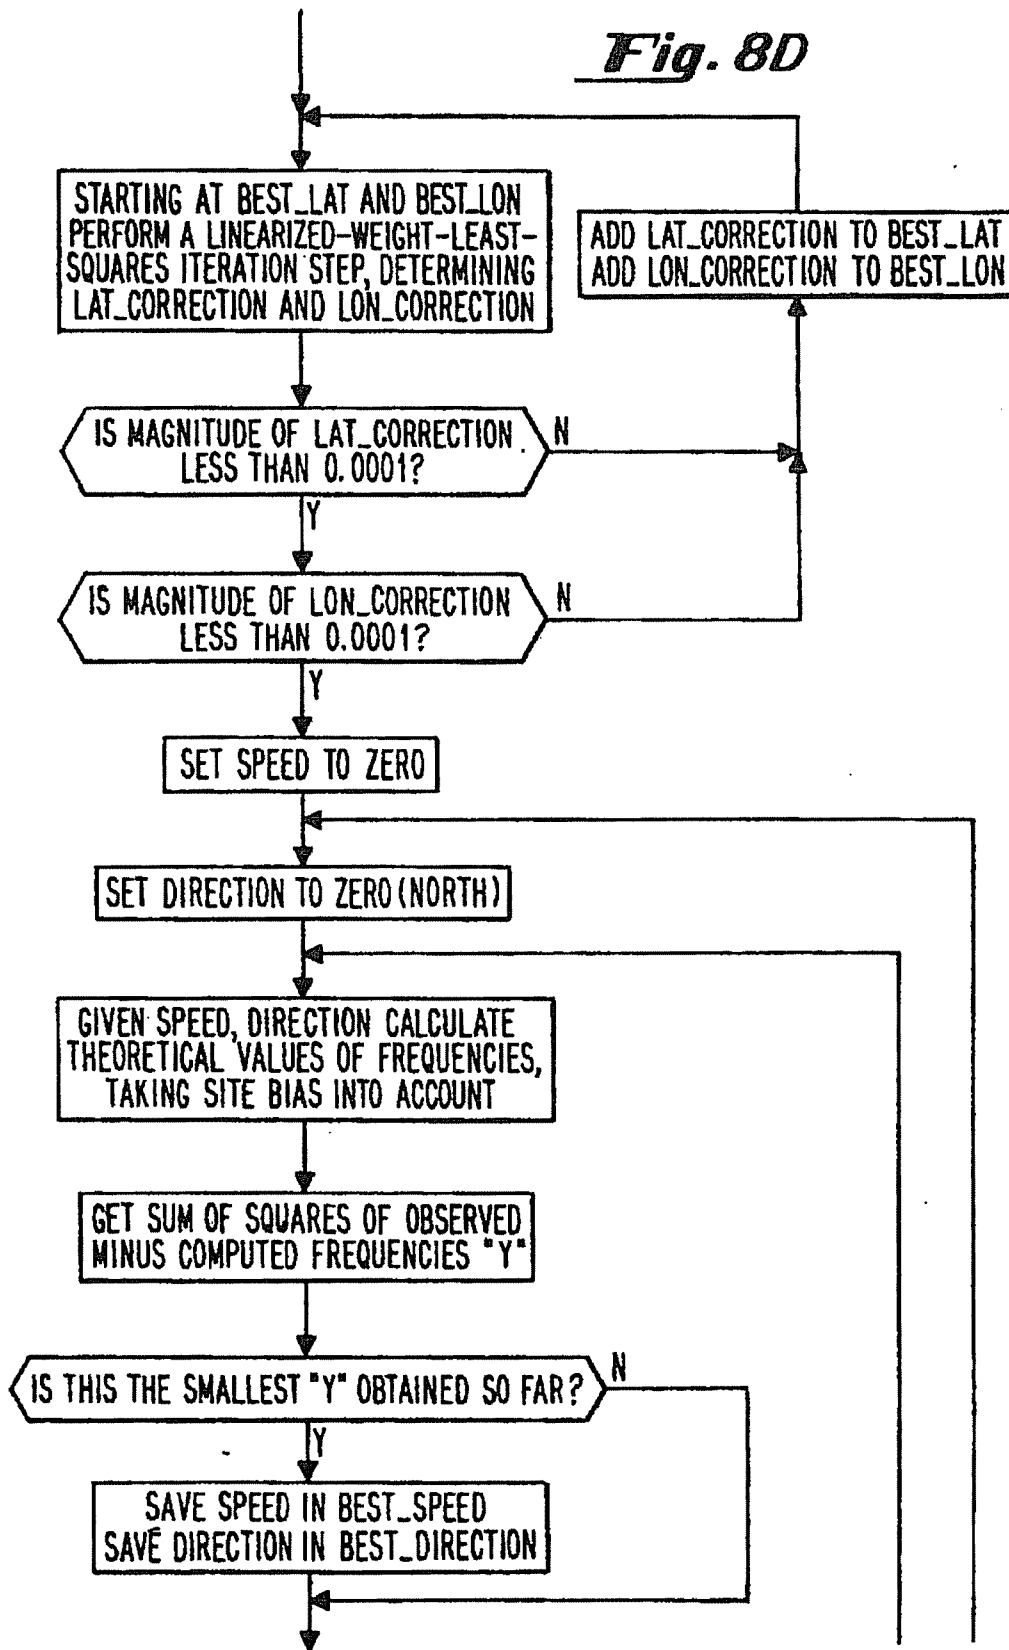 Fig. 8D
STARTING AT BEST_LAT AND BEST_LON
PERFORM A LINEARIZED-WEIGHT-LEAST-
SQUARES ITERATION STEP, DETERMINING
LAT_CORRECTION AND LON_CORRECTION
ADD LAT_CORRECTION TO BEST_LAT
ADD LON_CORRECTION TO BEST_LON
IS MAGNITUDE OF LAT_CORRECTION
LESS THAN 0.0001?
N
Y
IS MAGNITUDE OF LON_CORRECTION
LESS THAN 0.0001?
N
Y
SET SPEED TO ZERO
SET DIRECTION TO ZERO (NORTH)
GIVEN SPEED, DIRECTION CALCULATE
THEORETICAL VALUES OF FREQUENCIES,
TAKING SITE BIAS INTO ACCOUNT
GET SUM OF SQUARES OF OBSERVED
MINUS COMPUTED FREQUENCIES "Y"
IS THIS THE SMALLEST "Y" OBTAINED SO FAR?
N
Y
SAVE SPEED IN BEST_SPEED
SAVE DIRECTION IN BEST_DIRECTION